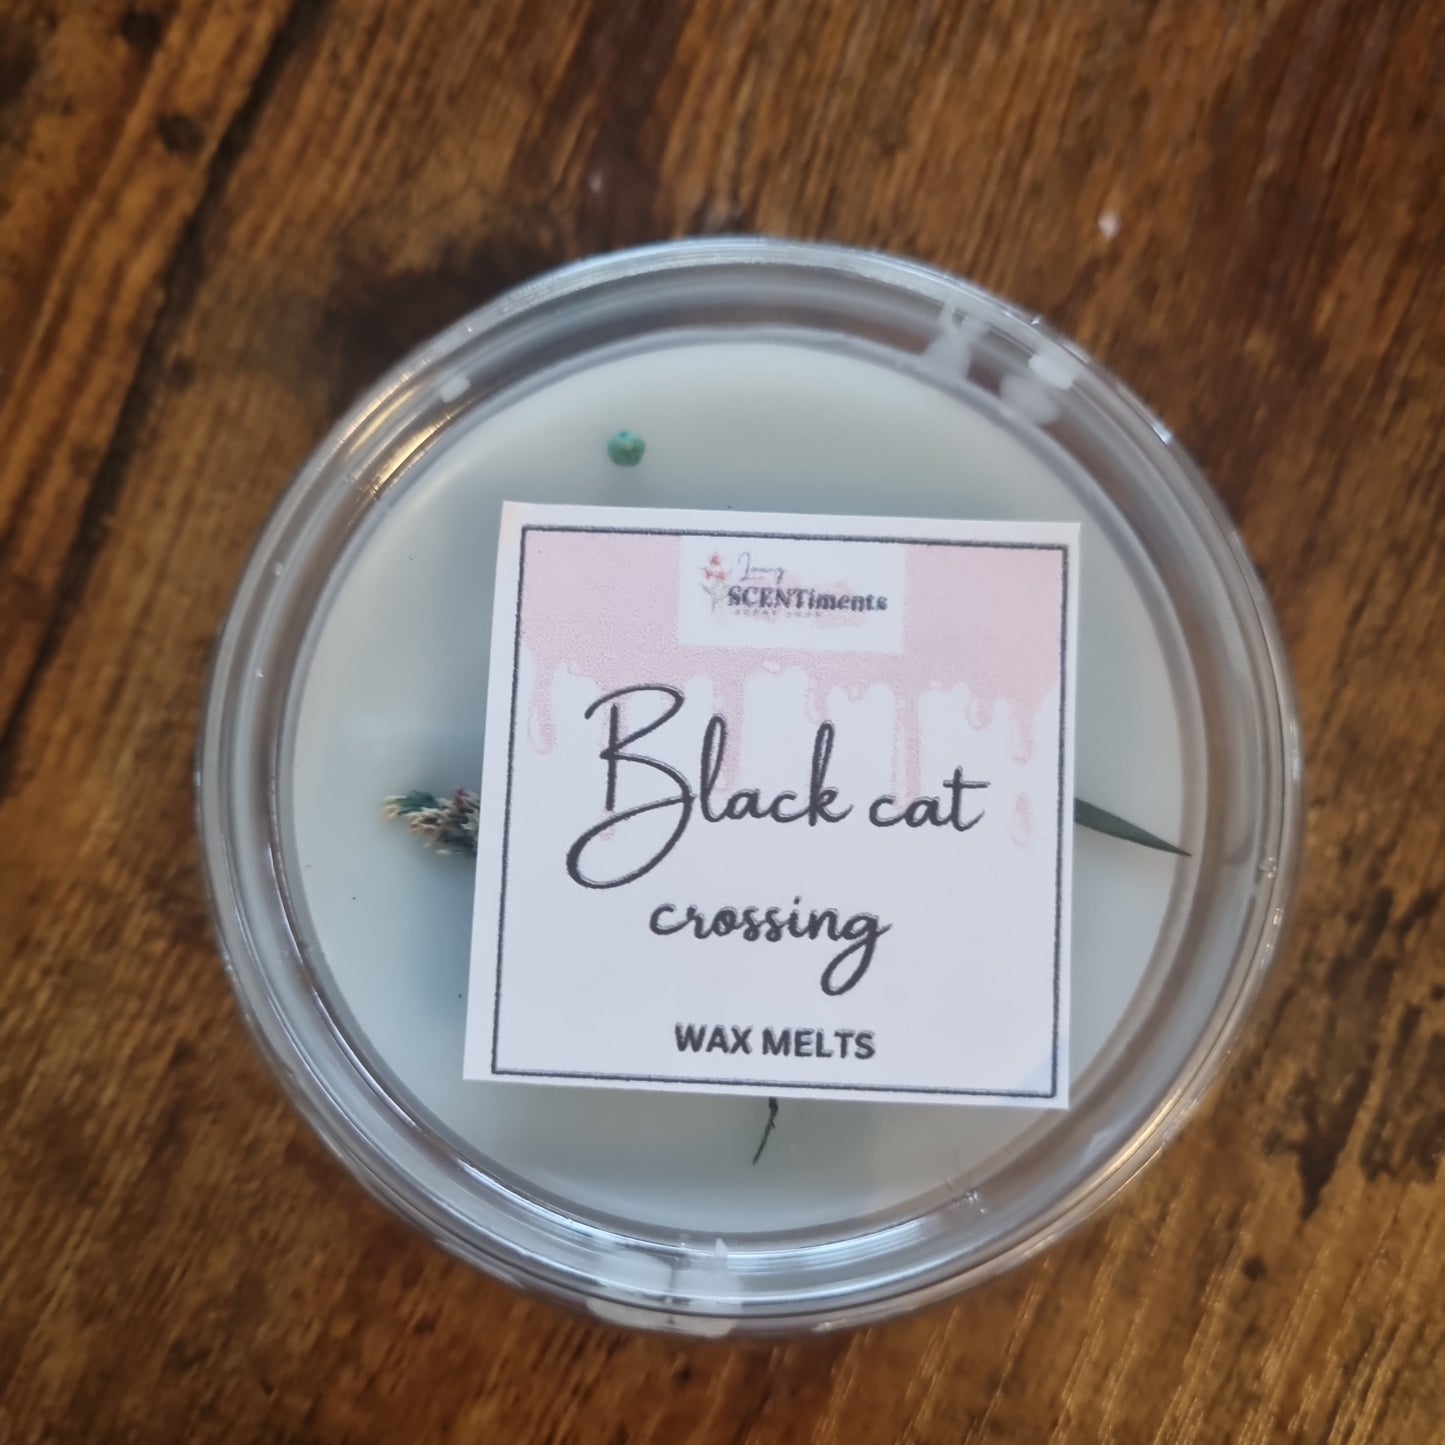 SCENTiments
Black cat
crossing
WAX MELTS